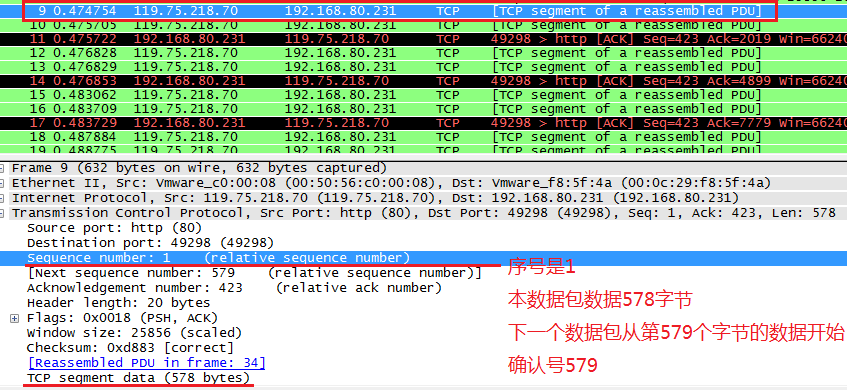 9 0.474754 119.75.218.70 192.168.80.231 TCP [TCP segment of a reassembled PDU]
10 0.475705 119.75.218.70 192.168.80.231 TCP [TCP segment of a reassembled PDU]
11 0.475722 192.168.80.231 119.75.218.70 TCP 49298 > http [ACK] Seq=423 Ack=2019 Win=66240
12 0.476828 119.75.218.70 192.168.80.231 TCP [TCP segment of a reassembled PDU]
13 0.476829 119.75.218.70 192.168.80.231 TCP [TCP segment of a reassembled PDU]
14 0.476853 192.168.80.231 119.75.218.70 TCP 49298 > http [ACK] Seq=423 Ack=4899 Win=66240
15 0.483062 119.75.218.70 192.168.80.231 TCP [TCP segment of a reassembled PDU]
16 0.483709 119.75.218.70 192.168.80.231 TCP [TCP segment of a reassembled PDU]
17 0.483729 192.168.80.231 119.75.218.70 TCP 49298 > http [ACK] Seq=423 Ack=7779 Win=66240
18 0.487884 119.75.218.70 192.168.80.231 TCP [TCP segment of a reassembled PDU]
19 0.488775 119.75.218.70 192.168.80.231 TCP [TCP segment of a reassembled PDU]
Frame 9 (632 bytes on wire, 632 bytes captured)
Ethernet II, Src: Vmware_c0:00:08 (00:50:56:c0:00:08), Dst: Vmware_f8:5f:4a (00:0c:29:f8:5f:4a)
Internet Protocol, Src: 119.75.218.70 (119.75.218.70), Dst: 192.168.80.231 (192.168.80.231)
Transmission Control Protocol, Src Port: http (80), Dst Port: 49298 (49298), Seq: 1, Ack: 423, Len: 578
Source port: http (80)
Destination port: 49298 (49298)
Sequence number: 1 (relative sequence number)
序号是1
[Next sequence number: 579 (relative sequence number)]
Acknowledgement number: 423 (relative ack number)
本数据包数据578字节
Header length: 20 bytes
Flags: 0x0018 (PSH, ACK)
下一个数据包从第579个字节的数据开始
Window size: 25856 (scaled)
Checksum: 0xd883 [correct]
确认号579
[Reassembled PDU in frame: 34]
TCP segment data (578 bytes)